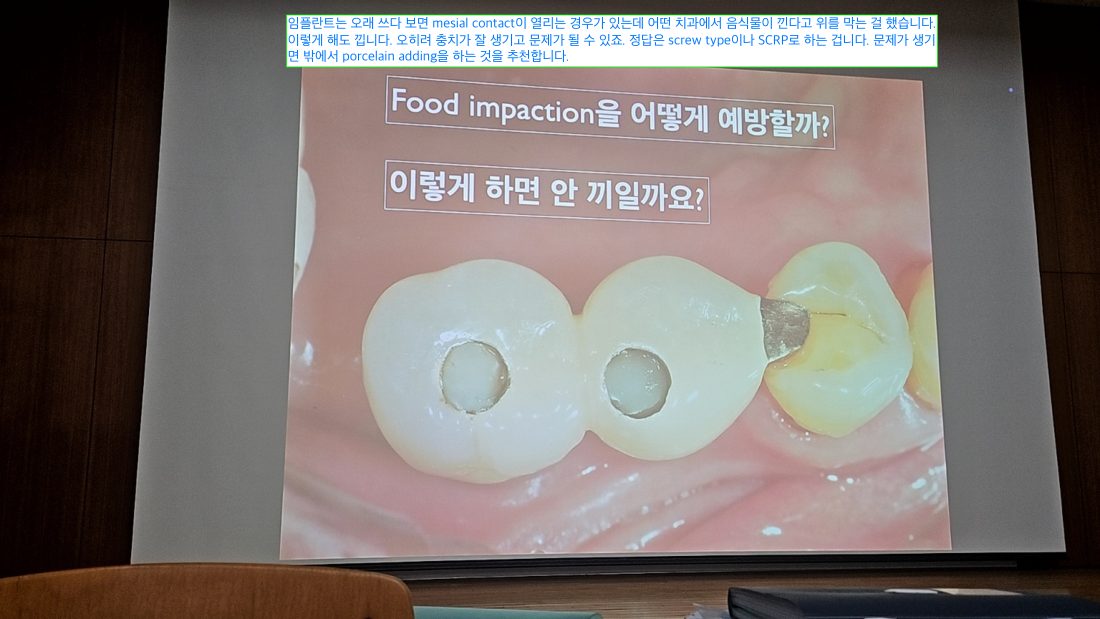 임플란트는 오래 쓰다 보면 mesial contact이 열리는 경우가 있는데 어떤 치과에서 음식물이 낀다고 위를 막는 걸 했습니다.
이렇게 해도 낍니다. 오히려 충치가 잘 생기고 문제가 될 수 있죠. 정답은 screw type이나 SCRP로 하는 겁니다. 문제가 생기
면 밖에서 porcelain adding을 하는 것을 추천합니다.
Food impaction을 어떻게 예방할까?
이렇게 하면 안 끼일까요?